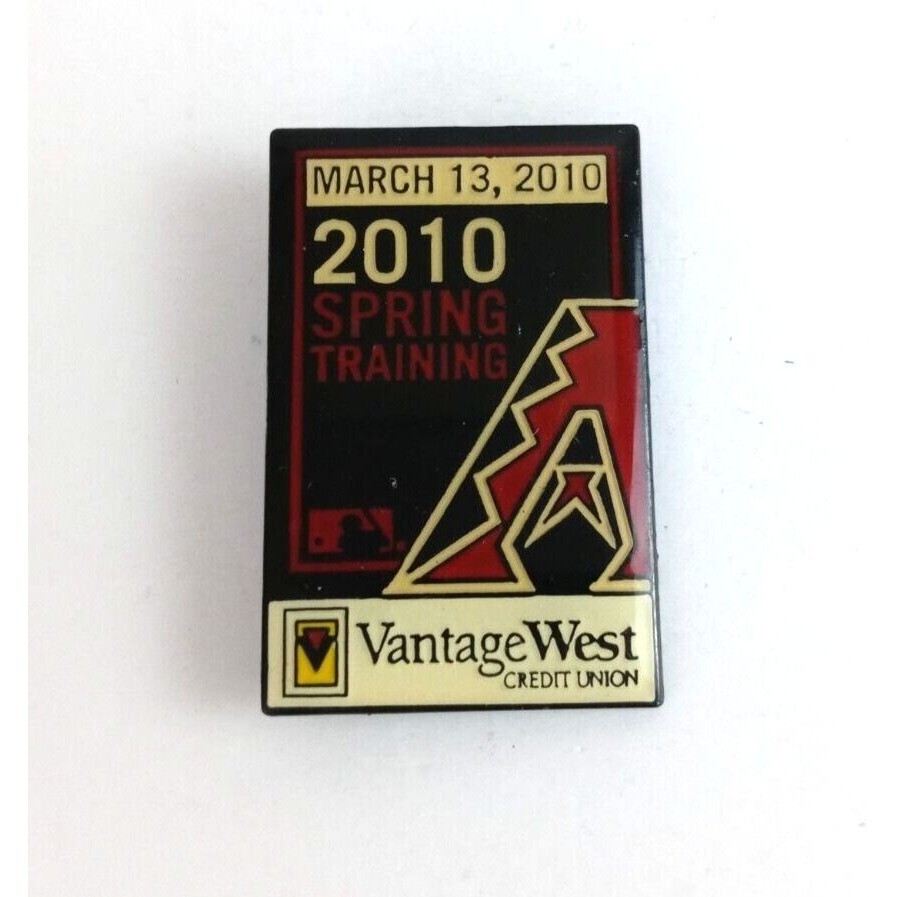 MARCH 13, 2010
2010
SPRING
TRAINING
VantageWest
CREDIT UNION